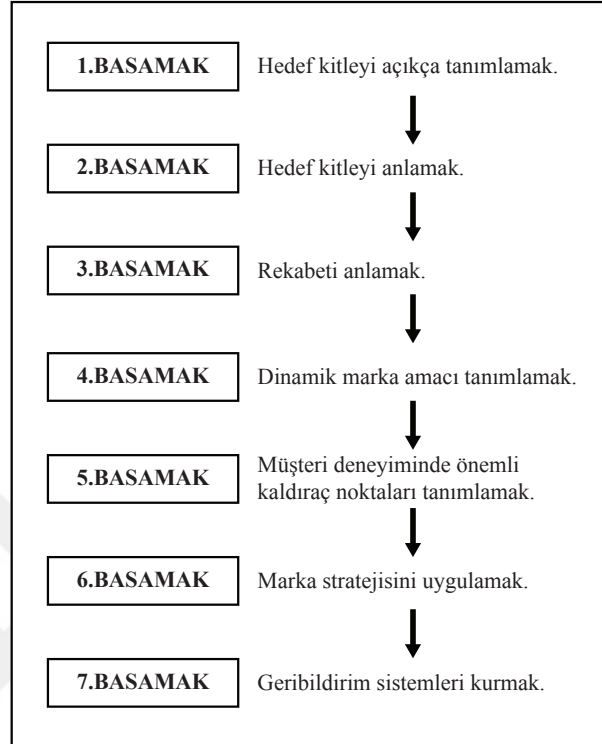 1.BASAMAK Hedef kitleyi açıkça tanımlamak.
2.BASAMAK Hedef kitleyi anlamak.
3.BASAMAK Rekabeti anlamak.
4.BASAMAK Dinamik marka amacı tanımlamak.
5.BASAMAK Müşteri deneyiminde önemli
kaldıraç noktaları tanımlamak.
6.BASAMAK Marka stratejisini uygulamak.
7.BASAMAK Geribildirim sistemleri kurmak.